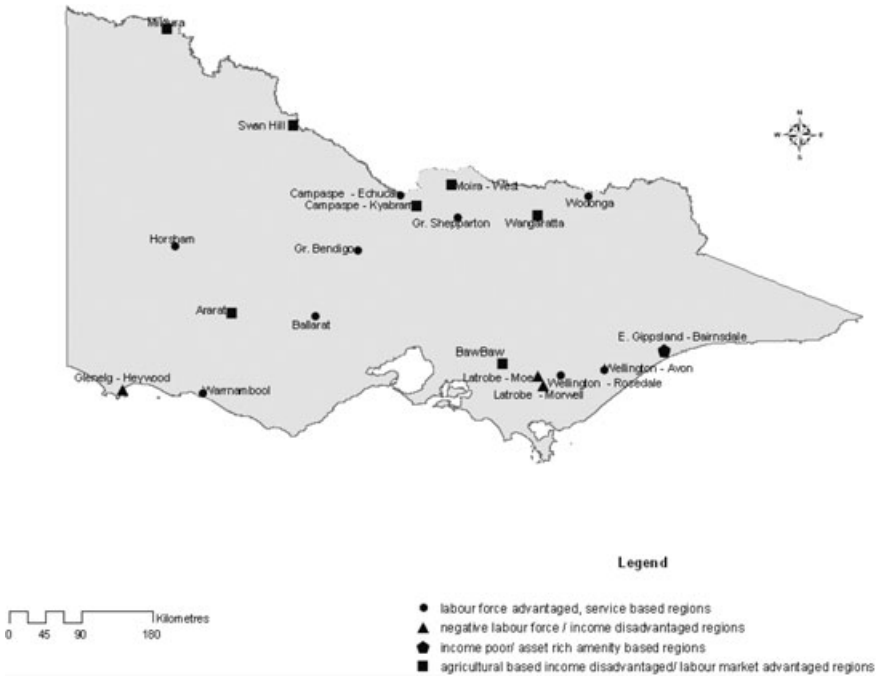 Mildura
N
W E
S
Swan Hill
Moira - West
Campaspe - Echuca
Campaspe - Kyabram
Wodonga
Gr. Shepparton
Wangaratta
Horsham
Gr. Bendigo
Ararat
Ballarat
E. Gippsland - Bairnsdale
BawBaw
Wellington - Avon
Glenelg - Heywood
Latrobe - Moe
Wellington - Rosedale
Warrnambool
Latrobe - Morwell
Legend
labour force advantaged, service based regions
negative labour force / income disadvantaged regions
income poor/ asset rich amenity based regions
agricultural based income disadvantaged/ labour market advantaged regions
Kilometres
0 45 90 180